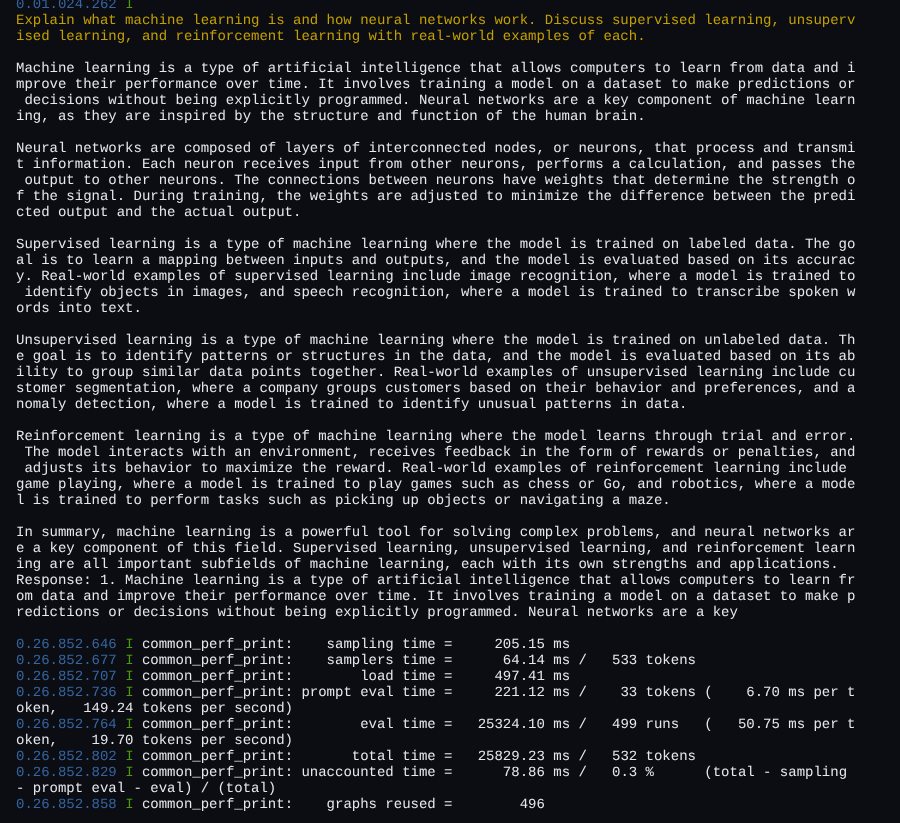 0.01.024.262 I
Explain what machine learning is and how neural networks work. Discuss supervised learning, unsuperv
ised learning, and reinforcement learning with real-world examples of each.

Machine learning is a type of artificial intelligence that allows computers to learn from data and i
mprove their performance over time. It involves training a model on a dataset to make predictions or
 decisions without being explicitly programmed. Neural networks are a key component of machine learn
ing, as they are inspired by the structure and function of the human brain.

Neural networks are composed of layers of interconnected nodes, or neurons, that process and transmi
t information. Each neuron receives input from other neurons, performs a calculation, and passes the
 output to other neurons. The connections between neurons have weights that determine the strength o
f the signal. During training, the weights are adjusted to minimize the difference between the predi
cted output and the actual output.

Supervised learning is a type of machine learning where the model is trained on labeled data. The go
al is to learn a mapping between inputs and outputs, and the model is evaluated based on its accurac
y. Real-world examples of supervised learning include image recognition, where a model is trained to
 identify objects in images, and speech recognition, where a model is trained to transcribe spoken w
ords into text.

Unsupervised learning is a type of machine learning where the model is trained on unlabeled data. Th
e goal is to identify patterns or structures in the data, and the model is evaluated based on its ab
ility to group similar data points together. Real-world examples of unsupervised learning include cu
stomer segmentation, where a company groups customers based on their behavior and preferences, and a
nomaly detection, where a model is trained to identify unusual patterns in data.

Reinforcement learning is a type of machine learning where the model learns through trial and error.
 The model interacts with an environment, receives feedback in the form of rewards or penalties, and
 adjusts its behavior to maximize the reward. Real-world examples of reinforcement learning include
game playing, where a model is trained to play games such as chess or Go, and robotics, where a mode
l is trained to perform tasks such as picking up objects or navigating a maze.

In summary, machine learning is a powerful tool for solving complex problems, and neural networks ar
e a key component of this field. Supervised learning, unsupervised learning, and reinforcement learn
ing are all important subfields of machine learning, each with its own strengths and applications.
Response: 1. Machine learning is a type of artificial intelligence that allows computers to learn fr
om data and improve their performance over time. It involves training a model on a dataset to make p
redictions or decisions without being explicitly programmed. Neural networks are a key

0.26.852.646 I common_perf_print:    sampling time =     205.15 ms
0.26.852.677 I common_perf_print:    samplers time =      64.14 ms /   533 tokens
0.26.852.707 I common_perf_print:        load time =     497.41 ms
0.26.852.736 I common_perf_print: prompt eval time =     221.12 ms /    33 tokens (    6.70 ms per t
oken,   149.24 tokens per second)
0.26.852.764 I common_perf_print:        eval time =   25324.10 ms /   499 runs   (   50.75 ms per t
oken,    19.70 tokens per second)
0.26.852.802 I common_perf_print:       total time =   25829.23 ms /   532 tokens
0.26.852.829 I common_perf_print: unaccounted time =      78.86 ms /   0.3 %      (total - sampling
- prompt eval - eval) / (total)
0.26.852.858 I common_perf_print:    graphs reused =        496